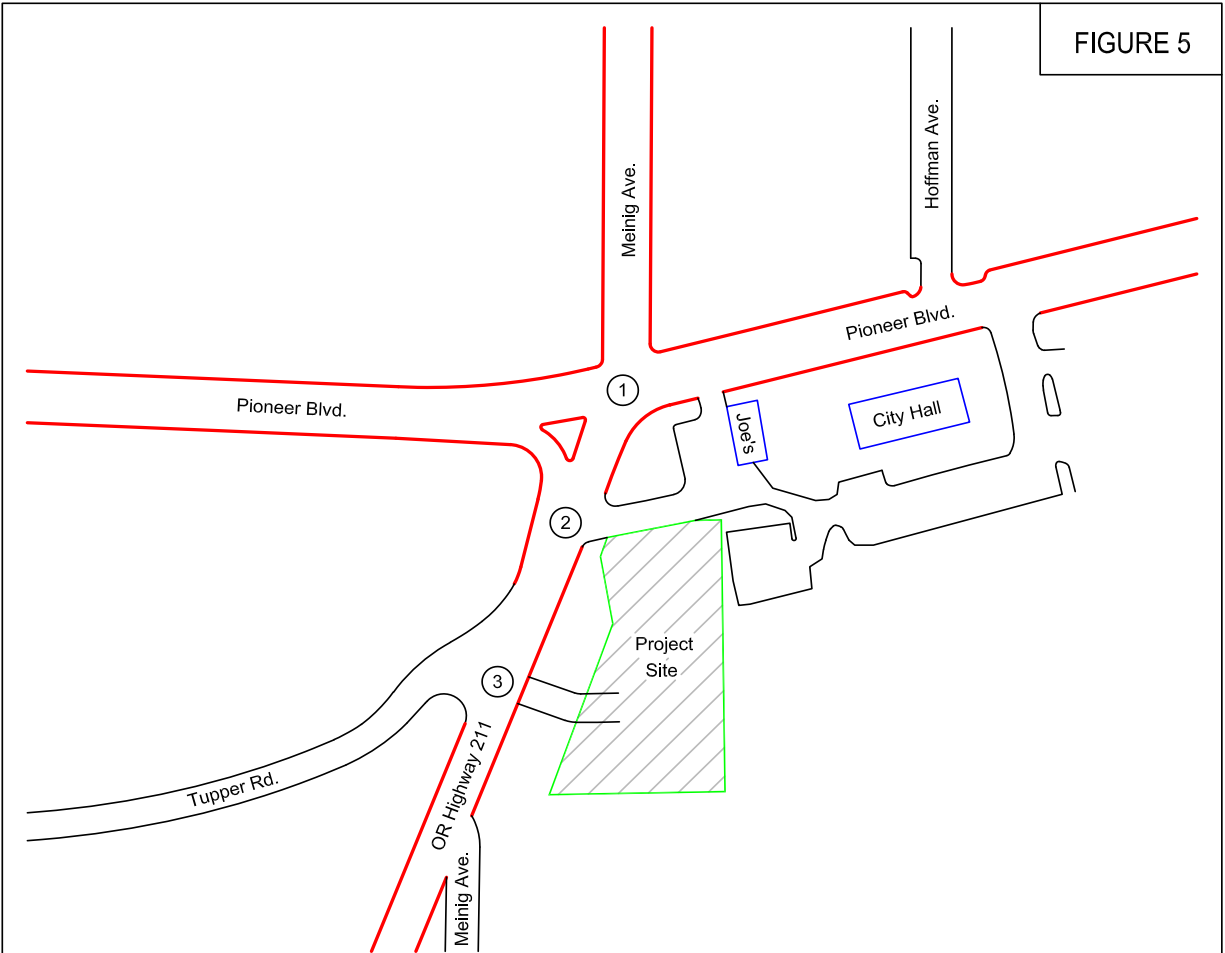 FIGURE 5
Hoffman Ave.
Meinig Ave.
Pioneer Blvd.
1
Pioneer Blvd.
City Hall
Joe's
2
Project
Site
3
OR Highway 211
Tupper Rd.
Meinig Ave.